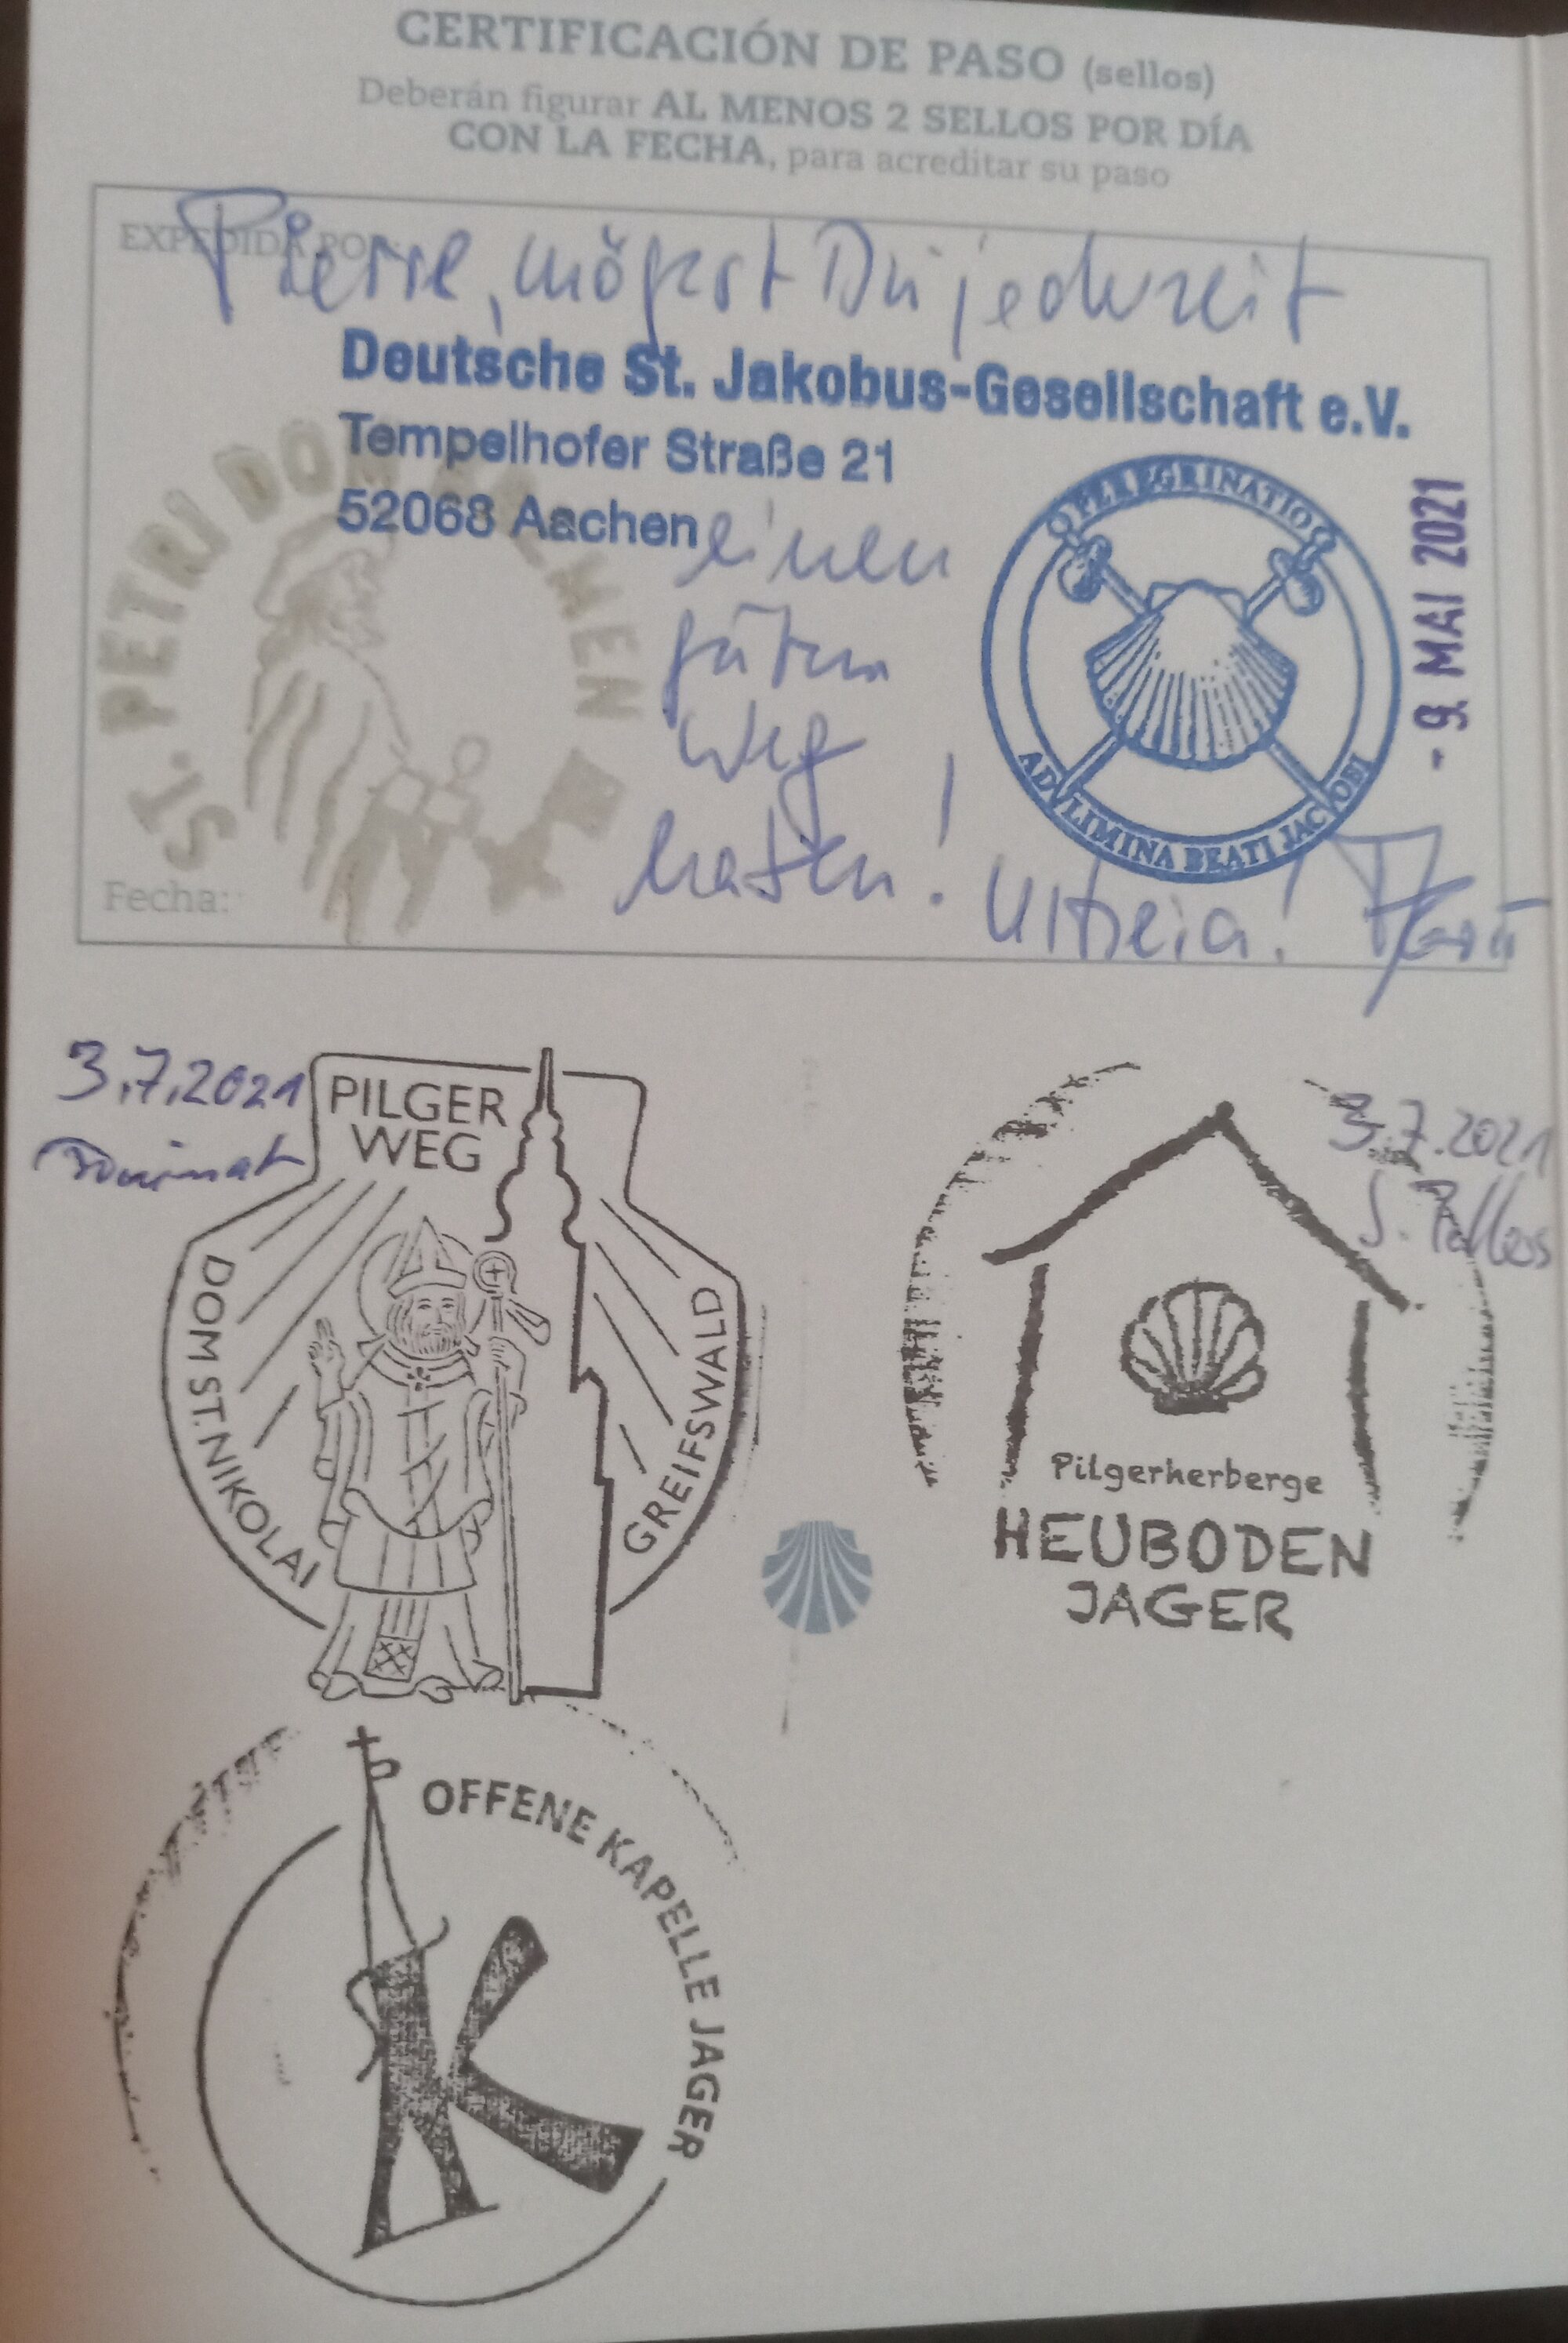 CERTIFICACIÓN DE PASO (sellos)
Deberán figurar AL MENOS 2 SELLOS POR DÍA
CON LA FECHA, para acreditar su paso
EXPEDIDA POR:
Pierre, mögest Du jederzeit
Deutsche St. Jakobus-Gesellschaft e.V.
Tempelhofer Straße 21
52068 Aachen
einen
guten
Weg
haben!
Ultreia!
PEREGRINATIO
AD LIMINA BEATI JACOBI
- 9. MAI 2021
ST. PETRI DOM BREMEN
Fecha:
3.7.2021
PILGER
WEG
DOM ST. NIKOLAI
GREIFSWALD
3.7.2021
Pilgerherberge
HEUBODEN
JAGER
OFFENE KAPELLE JAGER